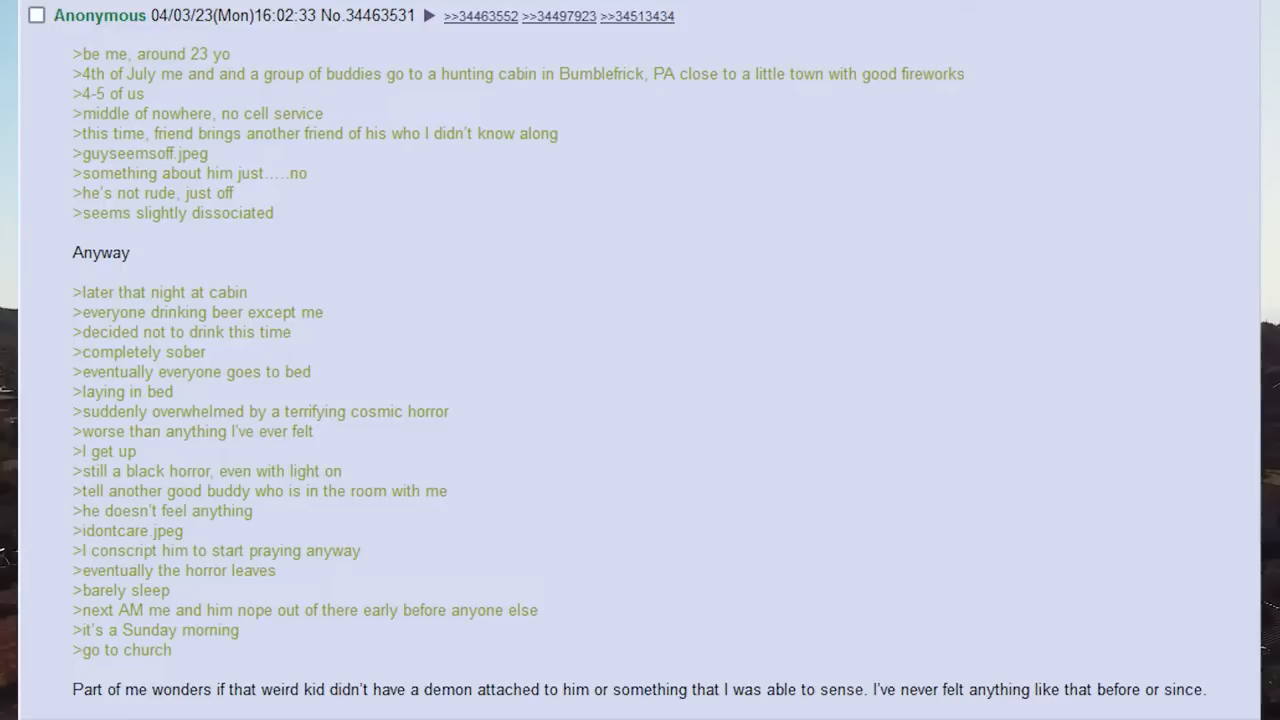 Anonymous 04/03/23(Mon)16:02:33 No.34463531 ▶ >>34463552 >>34497923 >>34513434
>be me, around 23 yo
>4th of July me and and a group of buddies go to a hunting cabin in Bumblefrick, PA close to a little town with good fireworks
>4-5 of us
>middle of nowhere, no cell service
>this time, friend brings another friend of his who I didn't know along
>guyseemsoff.jpeg
>something about him just…..no
>he's not rude, just off
>seems slightly dissociated
Anyway
>later that night at cabin
>everyone drinking beer except me
>decided not to drink this time
>completely sober
>eventually everyone goes to bed
>laying in bed
>suddenly overwhelmed by a terrifying cosmic horror
>worse than anything I've ever felt
>I get up
>still a black horror, even with light on
>tell another good buddy who is in the room with me
>he doesn't feel anything
>idontcare.jpeg
>I conscript him to start praying anyway
>eventually the horror leaves
>barely sleep
>next AM me and him nope out of there early before anyone else
>it's a Sunday morning
>go to church
Part of me wonders if that weird kid didn't have a demon attached to him or something that I was able to sense. I've never felt anything like that before or since.